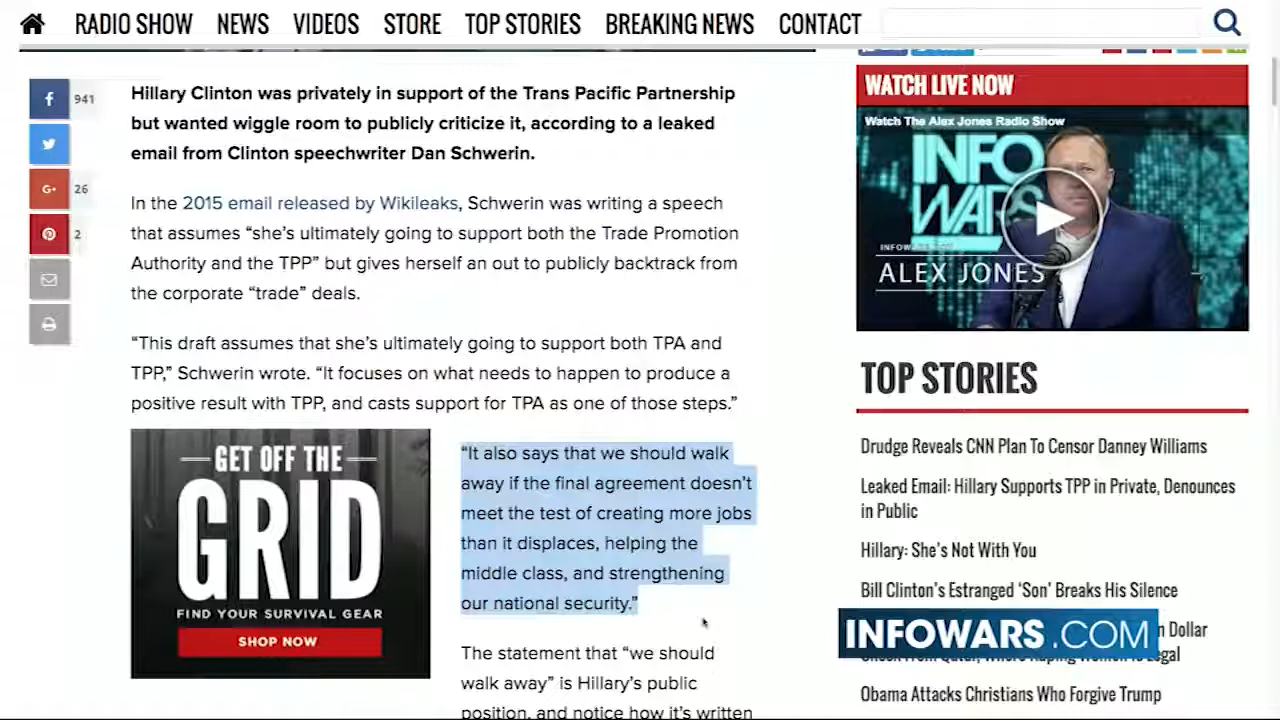 RADIO SHOW NEWS VIDEOS STORE TOP STORIES BREAKING NEWS CONTACT
f 941
G+ 26
2
Hillary Clinton was privately in support of the Trans Pacific Partnership
but wanted wiggle room to publicly criticize it, according to a leaked
email from Clinton speechwriter Dan Schwerin.
In the 2015 email released by Wikileaks, Schwerin was writing a speech
that assumes “she’s ultimately going to support both the Trade Promotion
Authority and the TPP” but gives herself an out to publicly backtrack from
the corporate “trade” deals.
“This draft assumes that she’s ultimately going to support both TPA and
TPP,” Schwerin wrote. “It focuses on what needs to happen to produce a
positive result with TPP, and casts support for TPA as one of those steps.”
GET OFF THE
GRID
FIND YOUR SURVIVAL GEAR
SHOP NOW
“It also says that we should walk
away if the final agreement doesn’t
meet the test of creating more jobs
than it displaces, helping the
middle class, and strengthening
our national security.”
The statement that “we should
walk away” is Hillary’s public
position, and notice how it’s written
WATCH LIVE NOW
Watch The Alex Jones Radio Show
INFO
WARS
ALEX JONES
TOP STORIES
Drudge Reveals CNN Plan To Censor Danney Williams
Leaked Email: Hillary Supports TPP in Private, Denounces
in Public
Hillary: She’s Not With You
Bill Clinton’s Estranged ‘Son’ Breaks His Silence
Dollar
INFOWARS.COM
Obama Attacks Christians Who Forgive Trump